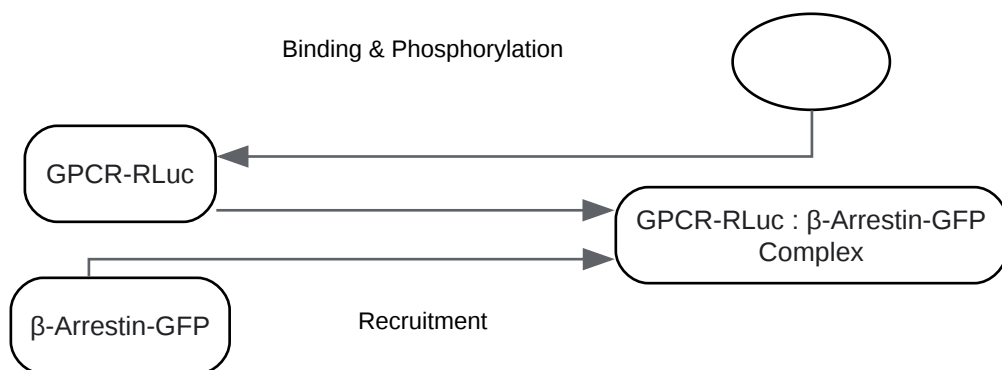 Binding & Phosphorylation
GPCR-RLuc
GPCR-RLuc : β-Arrestin-GFP
Complex
β-Arrestin-GFP
Recruitment